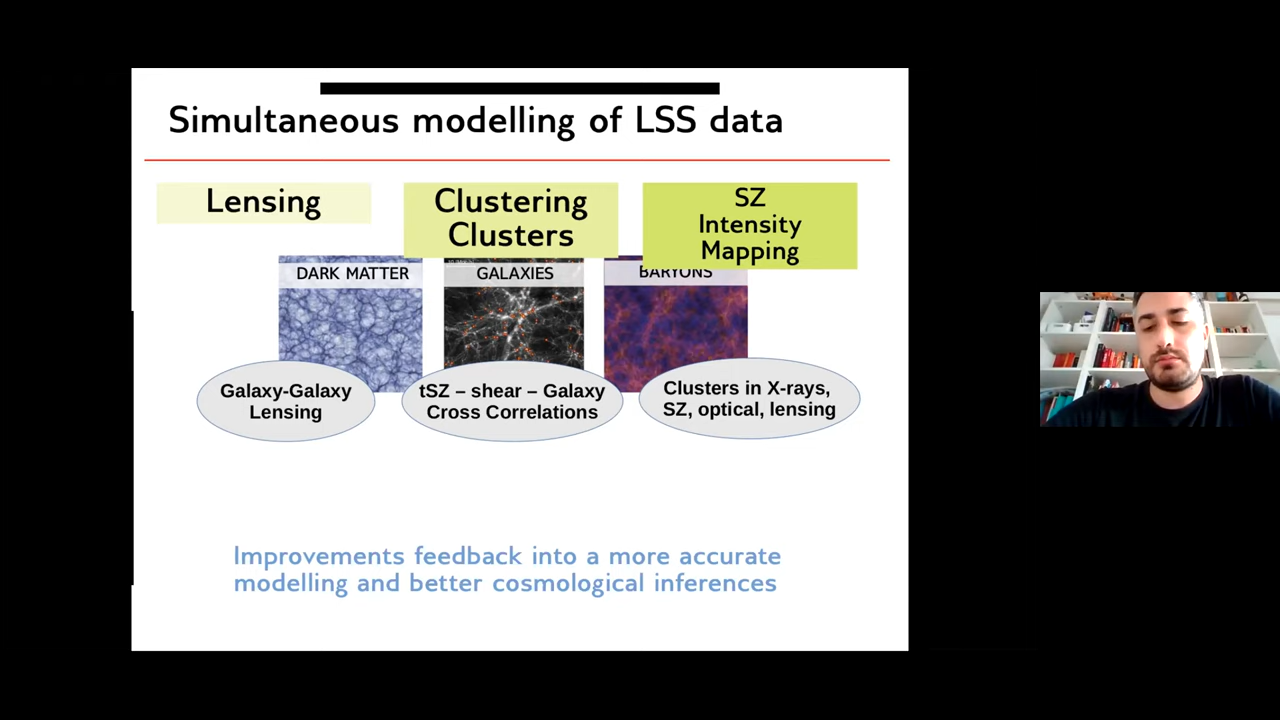 Simultaneous modelling of LSS data
Lensing
Clustering
Clusters
SZ
Intensity
Mapping
DARK MATTER
GALAXIES
BARYONS
Galaxy-Galaxy
Lensing
tSZ – shear – Galaxy
Cross Correlations
Clusters in X-rays,
SZ, optical, lensing
Improvements feedback into a more accurate
modelling and better cosmological inferences